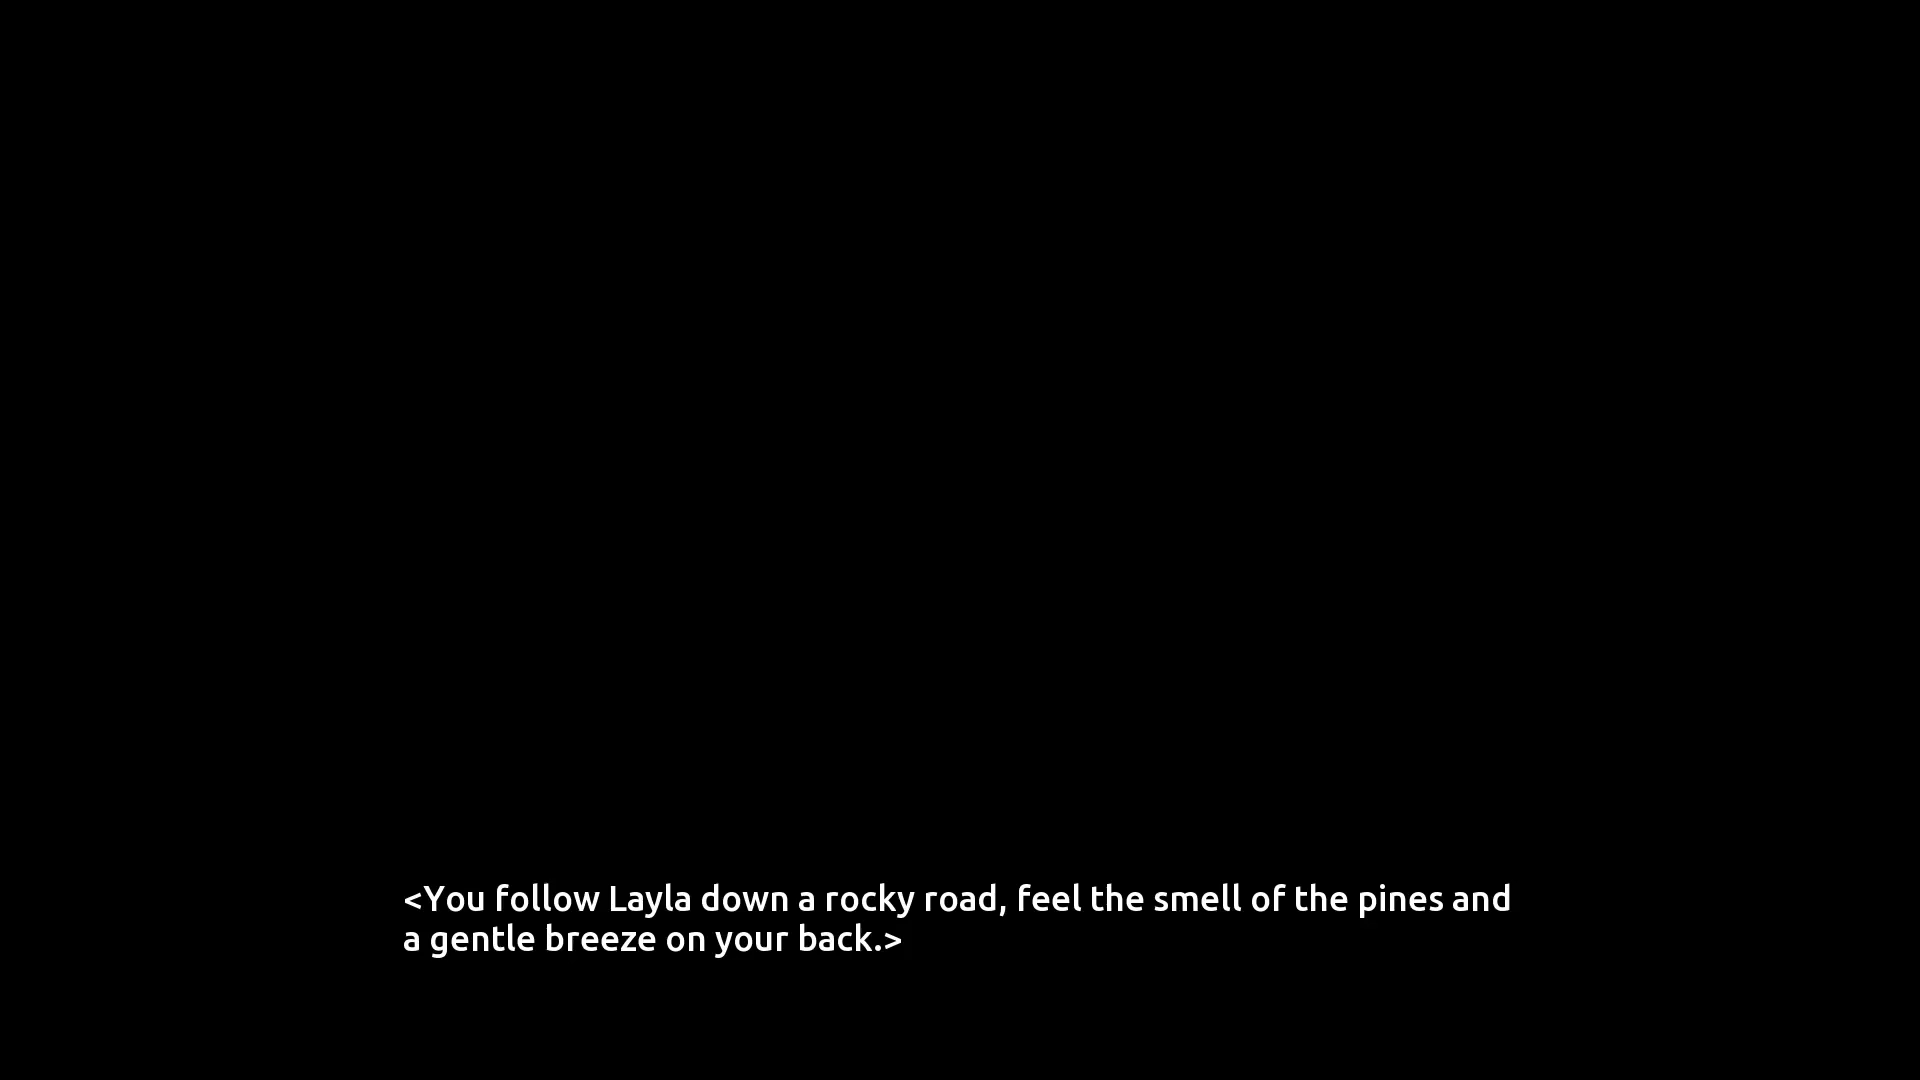 <You follow Layla down a rocky road, feel the smell of the pines and
a gentle breeze on your back.>